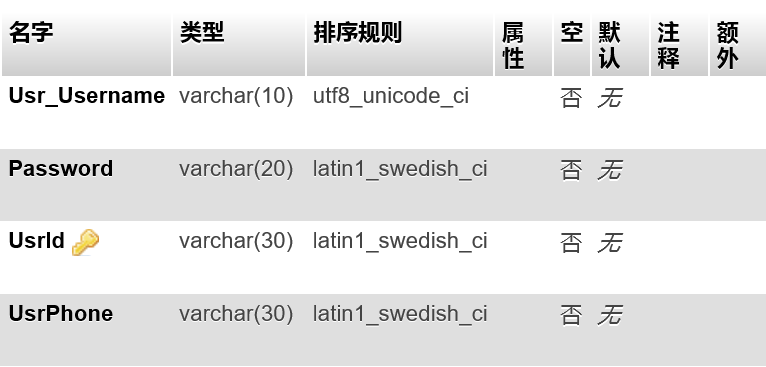 名字 类型 排序规则 属性 空 默认 注释 额外
Usr_Username varchar(10) utf8_unicode_ci 否 无
Password varchar(20) latin1_swedish_ci 否 无
UsrId varchar(30) latin1_swedish_ci 否 无
UsrPhone varchar(30) latin1_swedish_ci 否 无